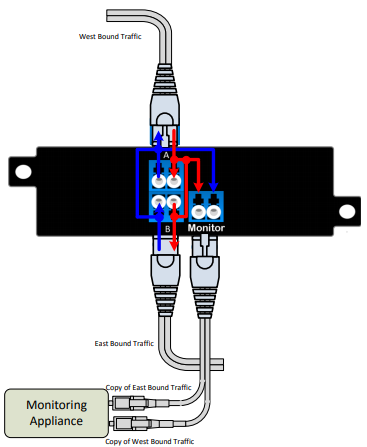 West Bound Traffic
A
B
Monitor
East Bound Traffic
Copy of East Bound Traffic
Monitoring
Appliance
Copy of West Bound Traffic